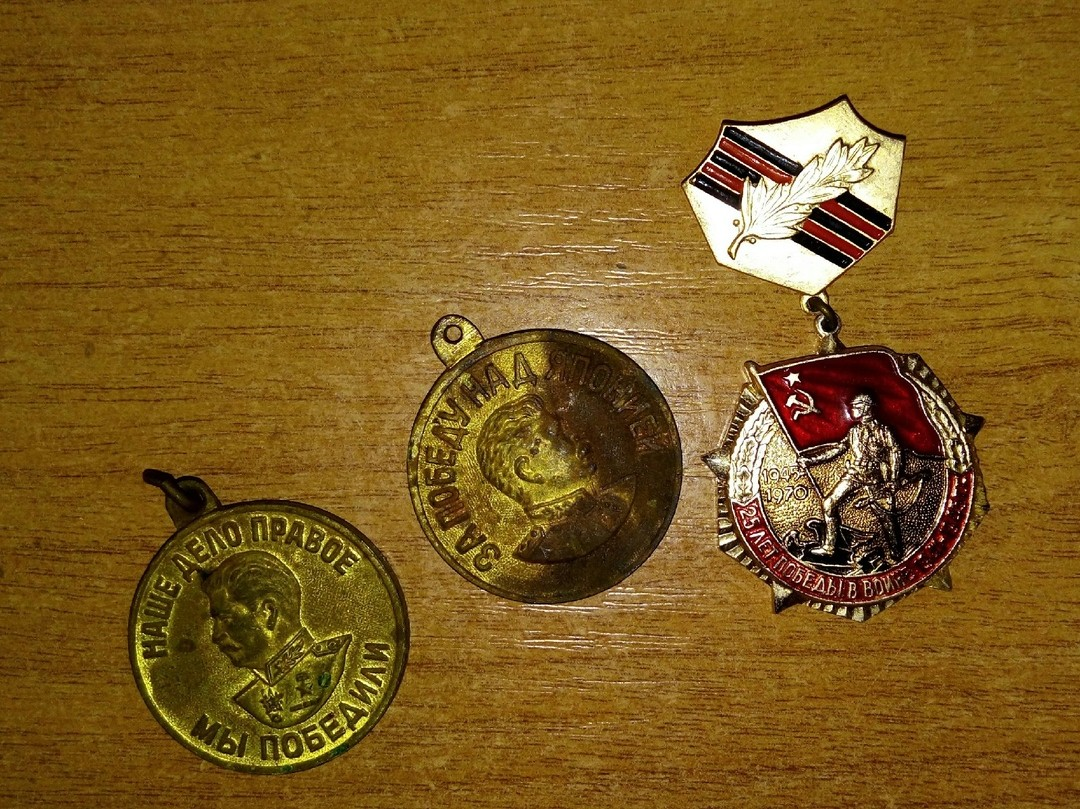 НАШЕ ДЕЛО ПРАВОЕ
МЫ ПОБЕДИЛИ
ЗА ПОБЕДУ НАД ЯПОНИЕЙ
1945
1970
25 ЛЕТ ПОБЕДЫ В ВОЙНЕ